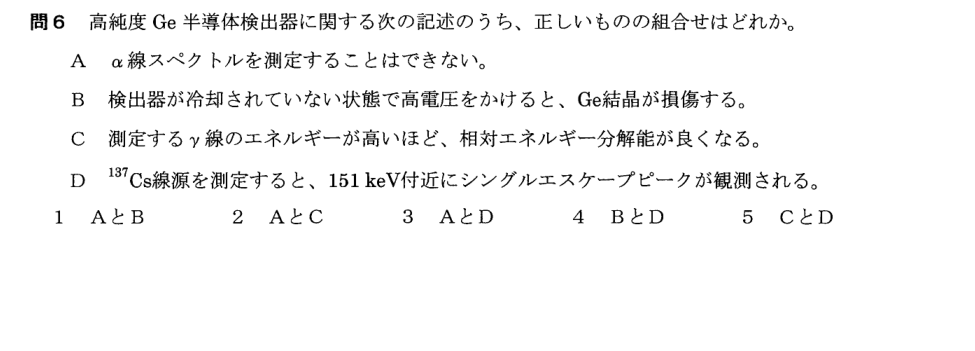 問6 高純度 Ge 半導体検出器に関する次の記述のうち、正しいものの組合せはどれか。
A α線スペクトルを測定することはできない。
B 検出器が冷却されていない状態で高電圧をかけると、Ge結晶が損傷する。
C 測定するγ線のエネルギーが高いほど、相対エネルギー分解能が良くなる。
D ¹³⁷Cs線源を測定すると、151 keV付近にシングルエスケープピークが観測される。
1 AとB 2 AとC 3 AとD 4 BとD 5 CとD